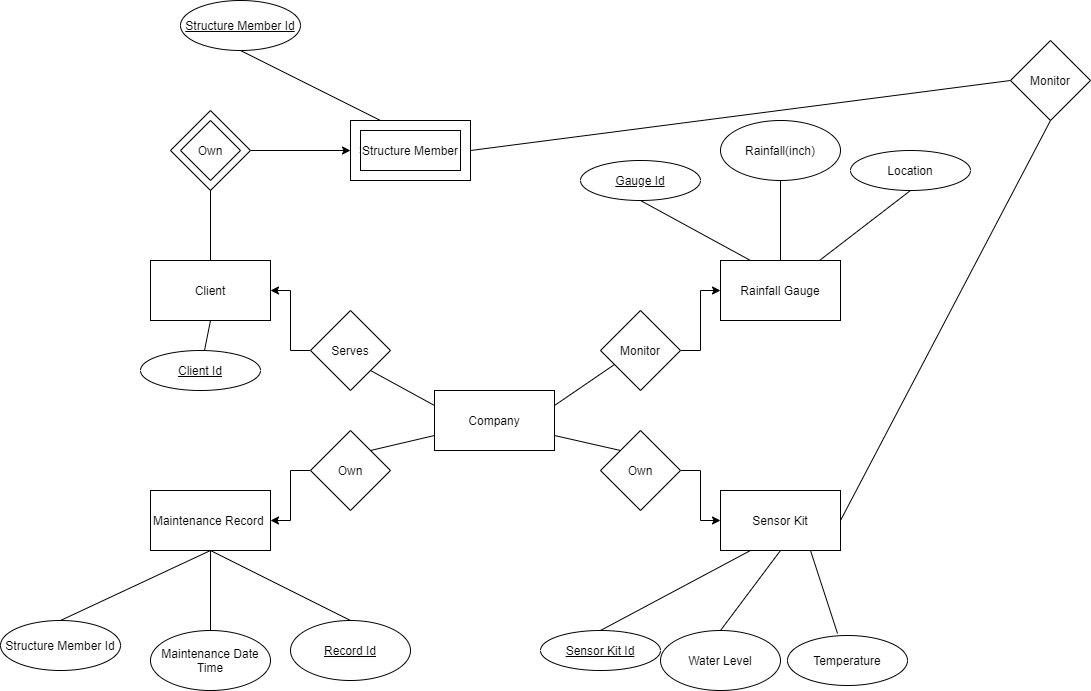 Structure Member Id
Monitor
Own
Structure Member
Rainfall(inch)
Gauge Id
Location
Client
Rainfall Gauge
Serves
Monitor
Client Id
Company
Own
Own
Maintenance Record
Sensor Kit
Structure Member Id
Maintenance Date
Time
Record Id
Sensor Kit Id
Water Level
Temperature